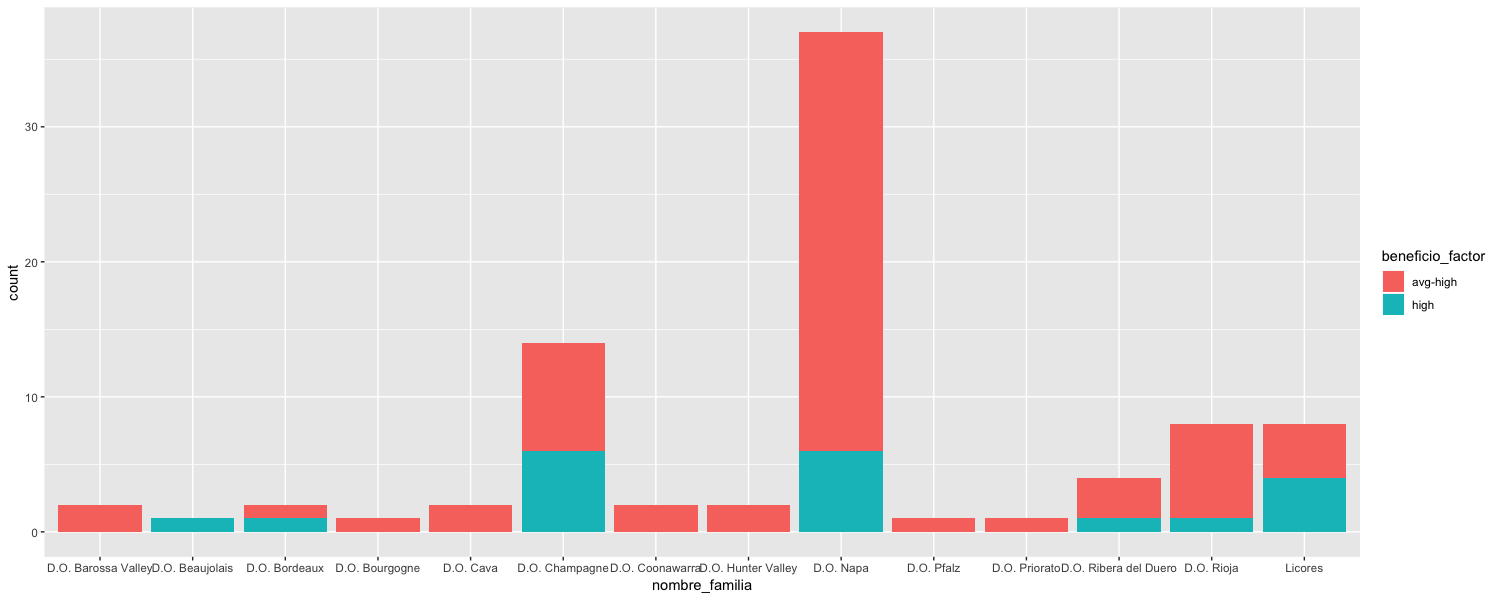 30
20
10
0
count
D.O. Barossa Valley D.O. Beaujolais D.O. Bordeaux D.O. Bourgogne D.O. Cava D.O. Champagne D.O. Coonawarra D.O. Hunter Valley D.O. Napa D.O. Pfalz D.O. Priorato D.O. Ribera del Duero D.O. Rioja Licores
nombre_familia
beneficio_factor
avg-high
high